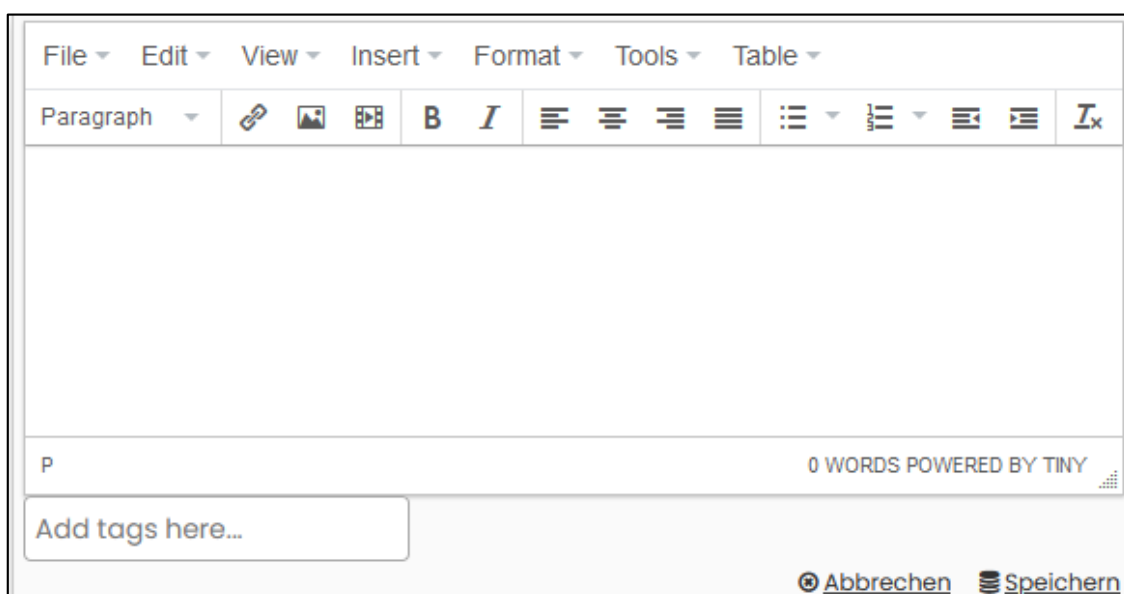 File Edit View Insert Format Tools Table
Paragraph B I
P 0 WORDS POWERED BY TINY
Add tags here...
Abbrechen Speichern